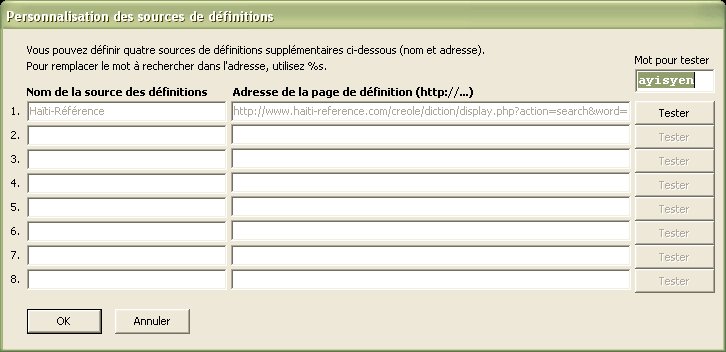 Personnalisation des sources de définitions
Vous pouvez définir quatre sources de définitions supplémentaires ci-dessous (nom et adresse).
Pour remplacer le mot à rechercher dans l'adresse, utilisez %s.
Mot pour tester
ayisyen
Nom de la source des définitions Adresse de la page de définition (http://...)
1. Haïti-Référence http://www.haiti-reference.com/creole/diction/display.php?action=search&word= Tester
2. Tester
3. Tester
4. Tester
5. Tester
6. Tester
7. Tester
8. Tester
OK Annuler